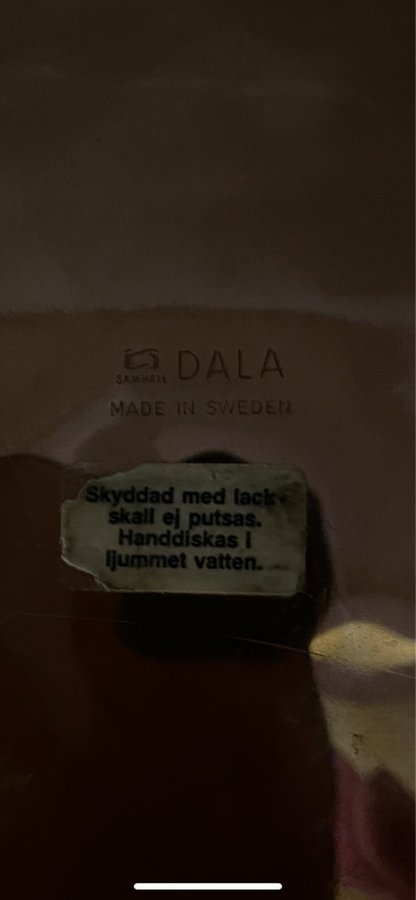 SAMHALL DALA
MADE IN SWEDEN
Skyddad med lack
skall ej putsas.
Handdiskas i
ljummet vatten.